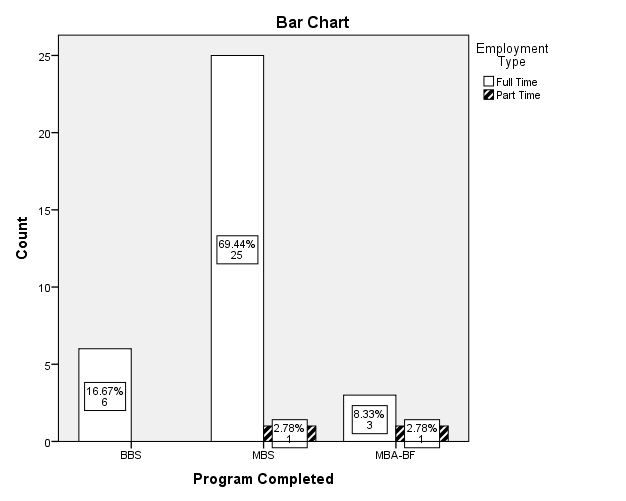 Bar Chart
Employment
Type
Full Time
Part Time
Count
25
20
15
10
5
0
16.67%
6
69.44%
25
2.78%
1
8.33%
3
2.78%
1
BBS
MBS
MBA-BF
Program Completed